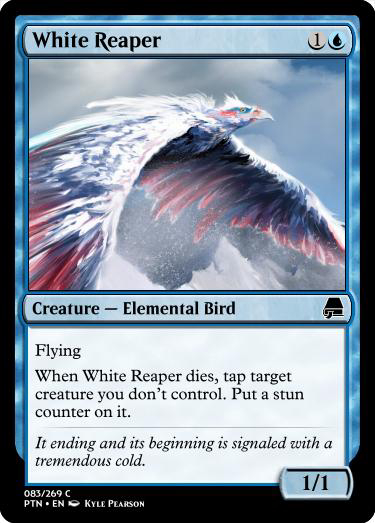 White Reaper
1
Creature — Elemental Bird
Flying
When White Reaper dies, tap target
creature you don't control. Put a stun
counter on it.
It ending and its beginning is signaled with a
tremendous cold.
1/1
083/269 C
PTN • EN Kyle Pearson